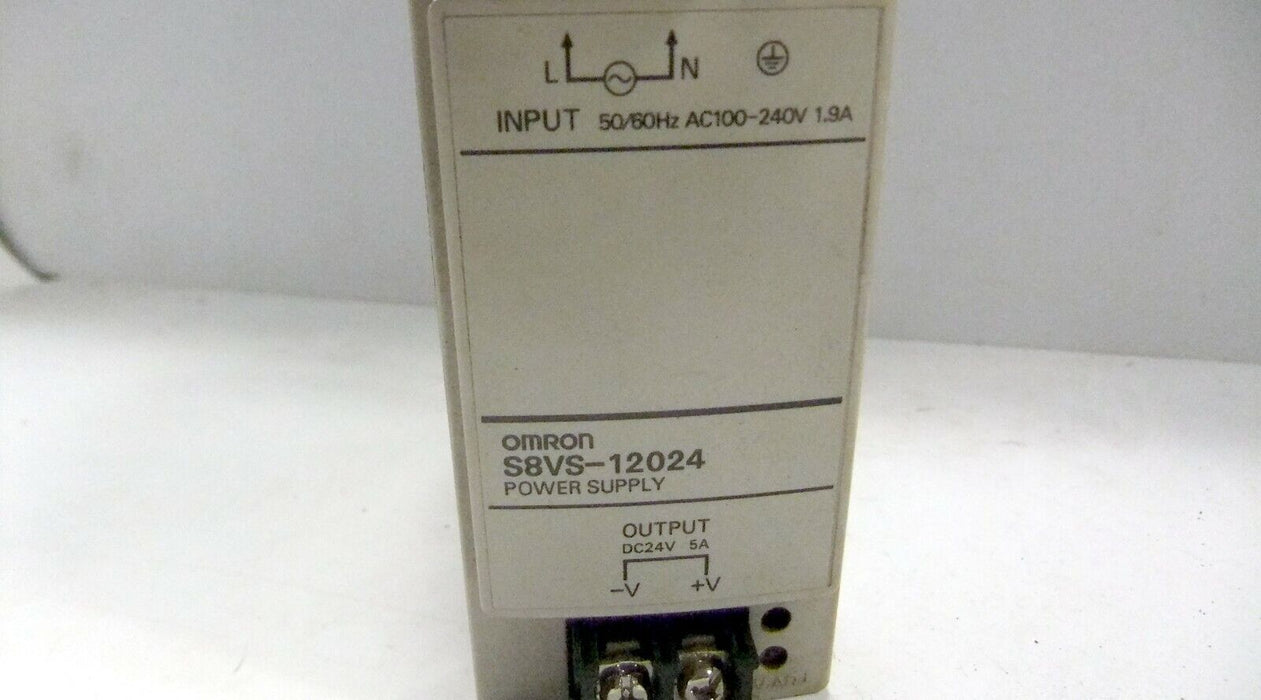 L N
INPUT 50/60Hz AC100-240V 1.9A
omron
S8VS-12024
POWER SUPPLY
OUTPUT
DC24V 5A
-V +V